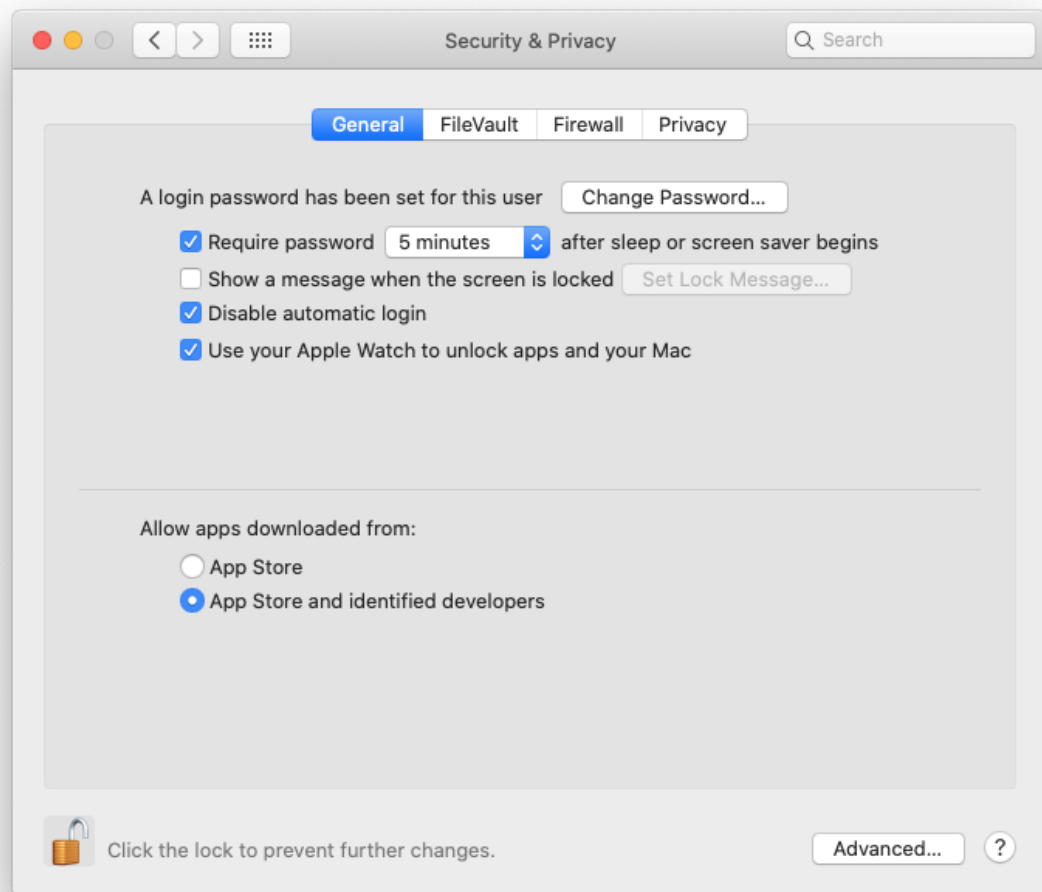 Security & Privacy
Search
General FileVault Firewall Privacy
A login password has been set for this user Change Password...
Require password 5 minutes after sleep or screen saver begins
Show a message when the screen is locked Set Lock Message...
Disable automatic login
Use your Apple Watch to unlock apps and your Mac
Allow apps downloaded from:
App Store
App Store and identified developers
Click the lock to prevent further changes.
Advanced... ?